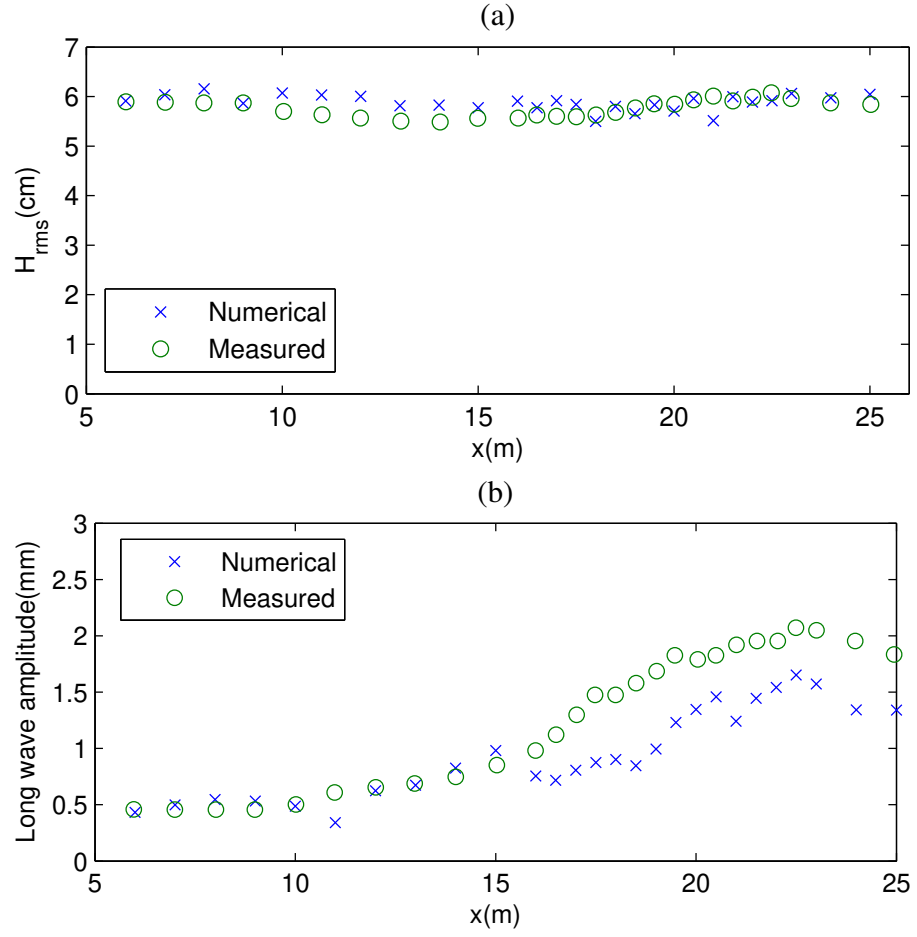 (a)
7
6
5
4
3
2
1
0
H_rms(cm)
Numerical
Measured
5 10 15 20 25
x(m)
(b)
3
2.5
2
1.5
1
0.5
0
Long wave amplitude(mm)
Numerical
Measured
5 10 15 20 25
x(m)